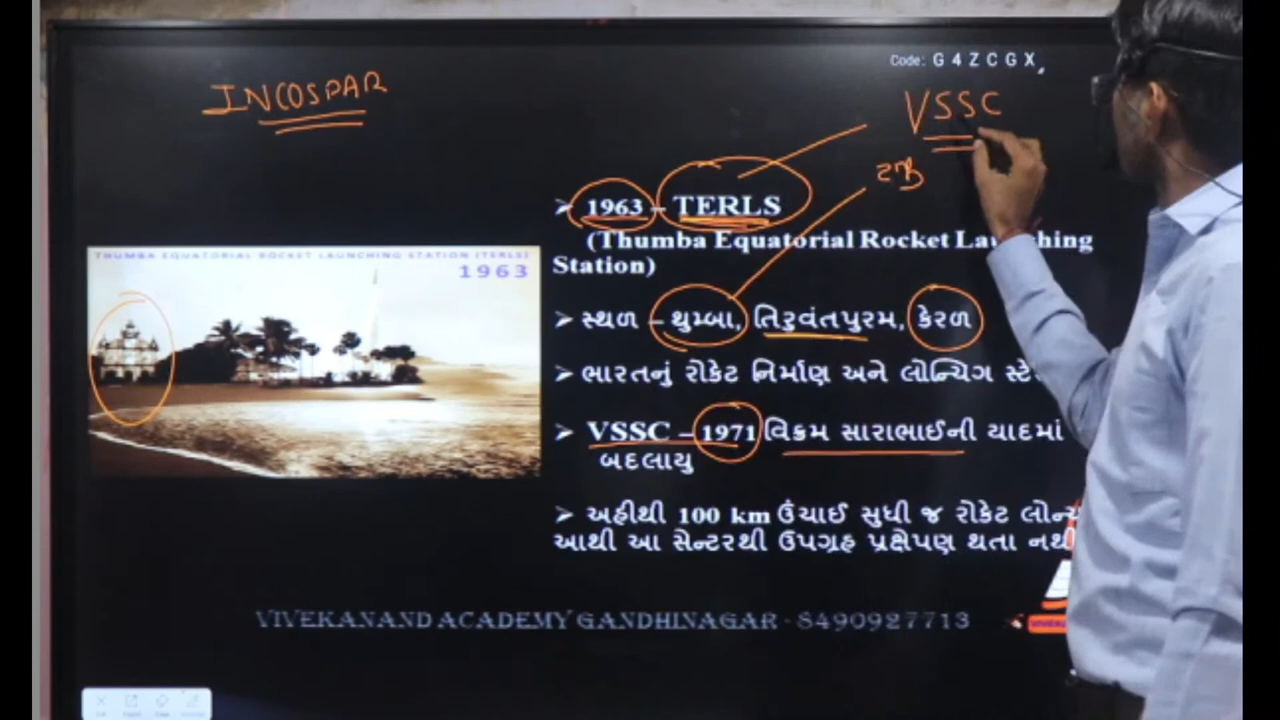 Code: G4ZCGX
INCOSPAR
VSSC
➤ 1963 – TERLS
(Thumba Equatorial Rocket Launching
Station)
THUMBA EQUATORIAL ROCKET LAUNCHING STATION (TERLS)
1963
➤ સ્થળ – થુમ્બા, તિરુવંતપુરમ, કેરળ
➤ ભારતનું રોકેટ નિર્માણ અને લોન્ચિગ
➤ VSSC – 1971 વિક્રમ સારાભાઈની યાદમાં
બદલાયુ
➤ અહીથી 100 km ઉંચાઈ સુધી જ રોકેટ
આથી આ સેન્ટરથી ઉપગ્રહ પ્રક્ષેપણ થતા નથી
VIVEKANAND ACADEMY GANDHINAGAR - 8490927713